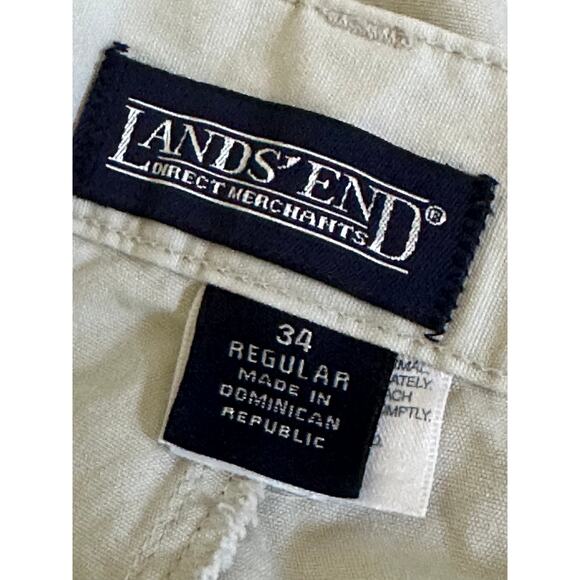 LANDS' END®
DIRECT MERCHANTS
34
REGULAR
MADE IN
DOMINICAN
REPUBLIC